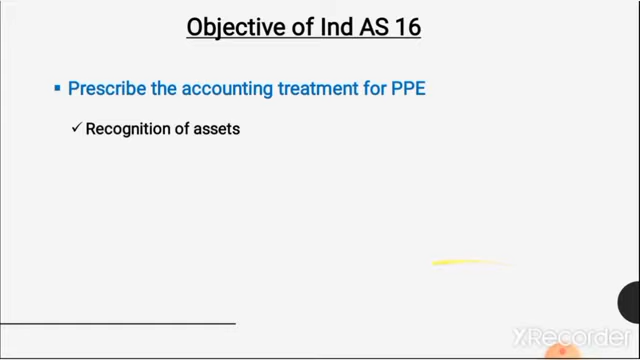 Objective of Ind AS 16
▪ Prescribe the accounting treatment for PPE
✓ Recognition of assets
XRecorder